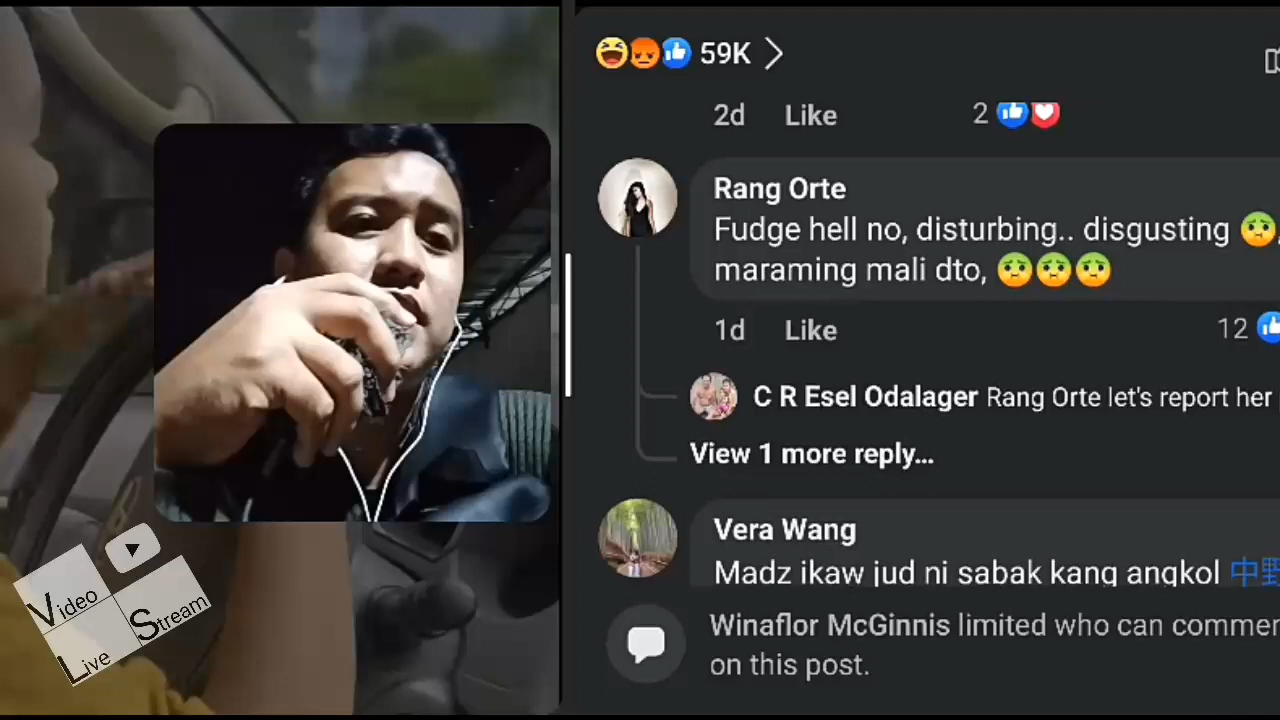 59K
2d Like 2
Rang Orte
Fudge hell no, disturbing.. disgusting
maraming mali dto,
1d Like 12
C R Esel Odalager Rang Orte let's report her
View 1 more reply...
Vera Wang
Madz ikaw jud ni sabak kang angkol 中野
Winaflor McGinnis limited who can commen
on this post.
Video
Live Stream